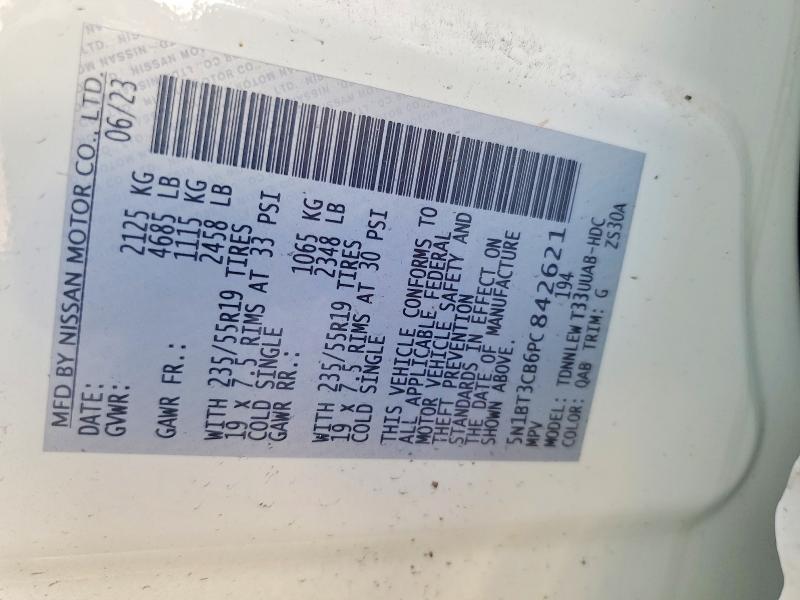 MFD BY NISSAN MOTOR CO., LTD.
DATE: 06/23
GVWR: 2125 KG
4685 LB
GAWR FR.: 1115 KG
2458 LB
WITH 235/55R19 TIRES
19 X 7.5 RIMS AT 33 PSI
COLD SINGLE
GAWR RR.: 1065 KG
2348 LB
WITH 235/55R19 TIRES
19 X 7.5 RIMS AT 30 PSI
COLD SINGLE
THIS VEHICLE CONFORMS TO
ALL APPLICABLE FEDERAL
MOTOR VEHICLE SAFETY AND
THEFT PREVENTION
STANDARDS IN EFFECT ON
THE DATE OF MANUFACTURE
SHOWN ABOVE.
5N1BT3CB6PC842621
MPV 194
MODEL: TDNNLEWT33UUAB-HDC
COLOR: QAB TRIM: G ZS30A